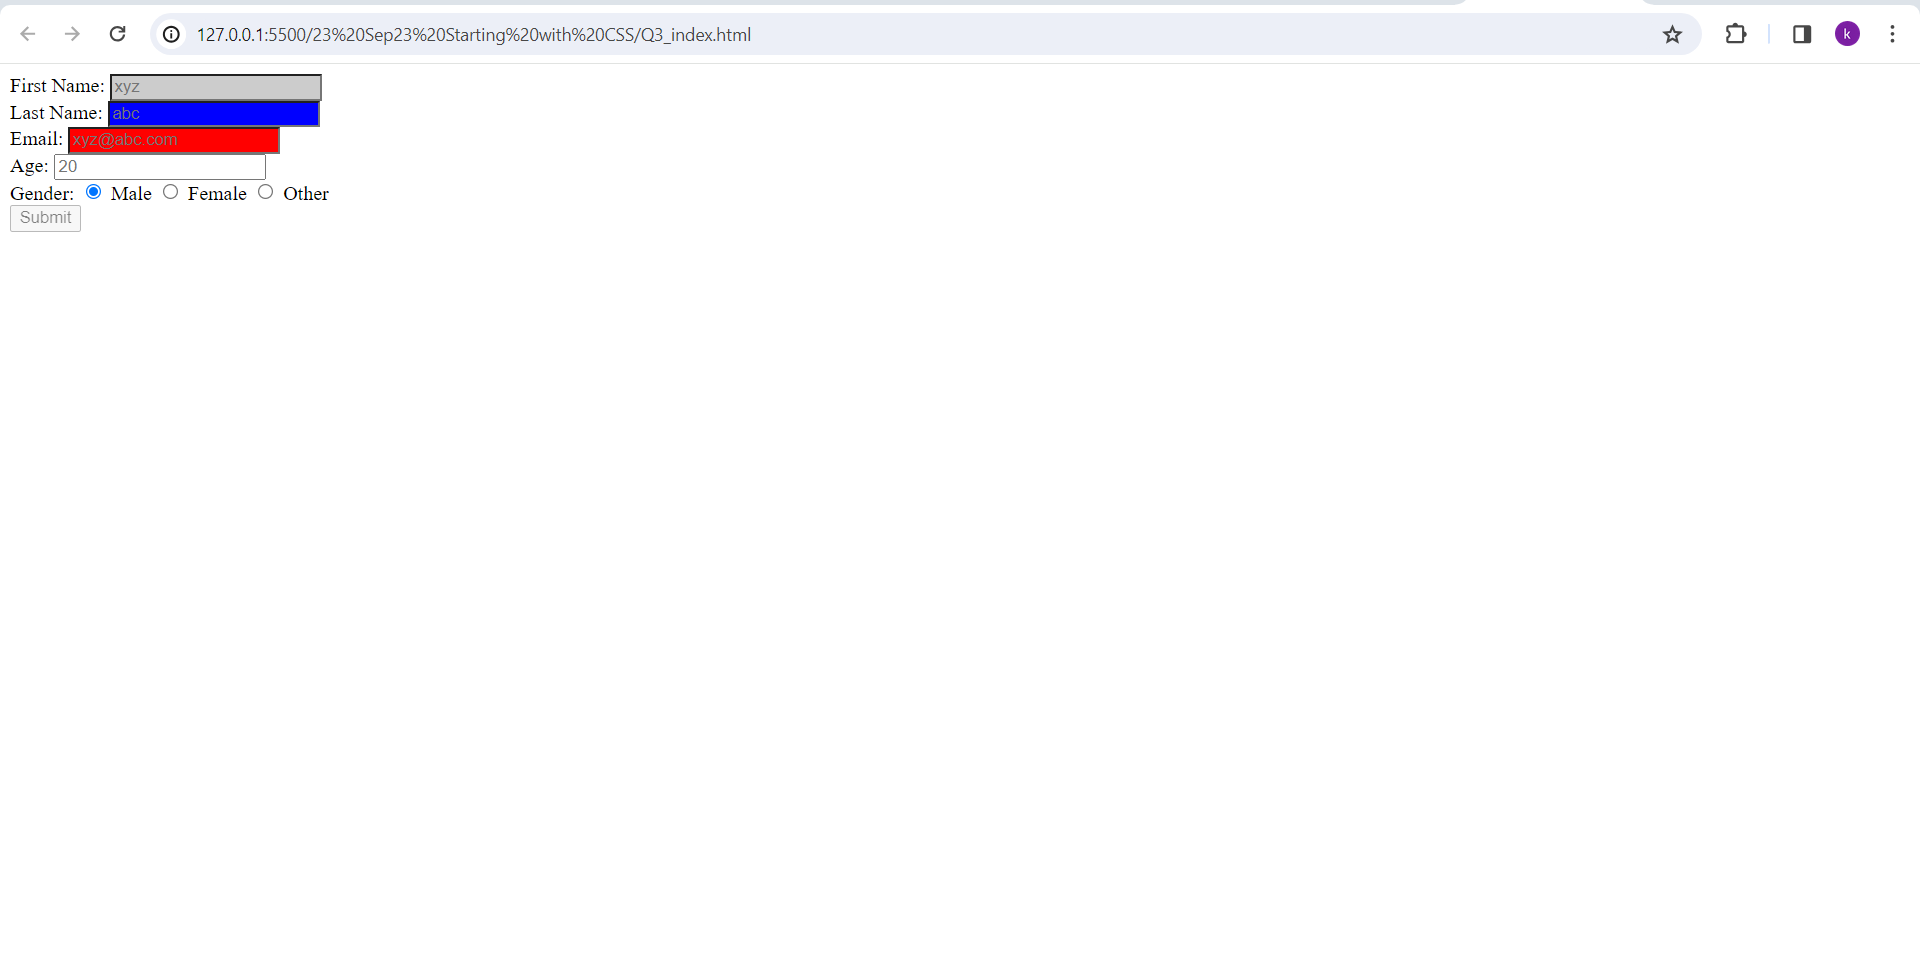 127.0.0.1:5500/23%20Sep23%20Starting%20with%20CSS/Q3_index.html
k
First Name: xyz
Last Name: abc
Email: xyz@abc.com
Age: 20
Gender: Male Female Other
Submit